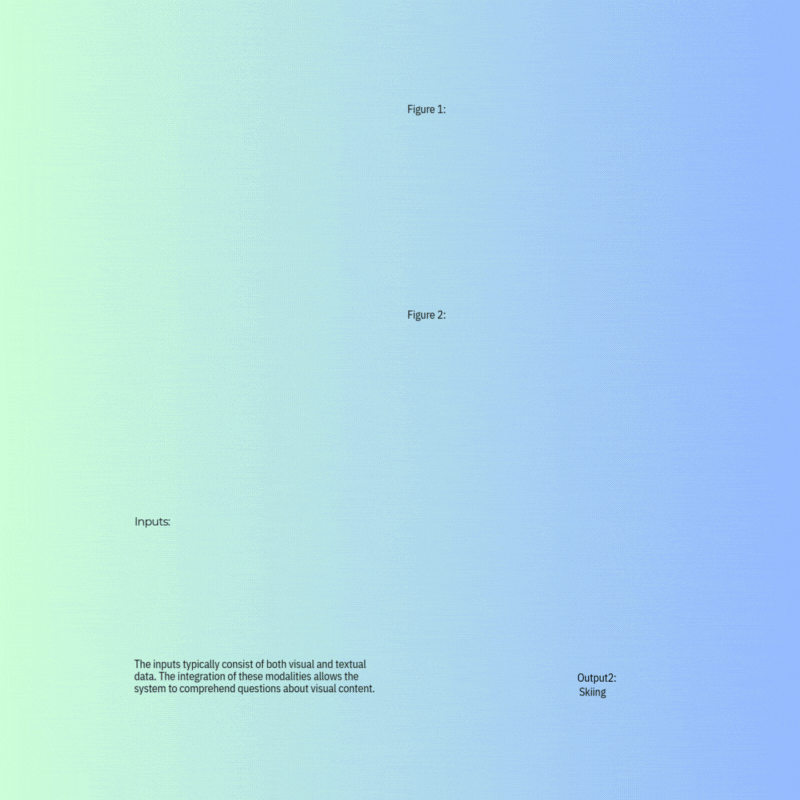 Figure 1:
Figure 2:
Inputs:
The inputs typically consist of both visual and textual
data. The integration of these modalities allows the
system to comprehend questions about visual content.
Output2:
Skiing